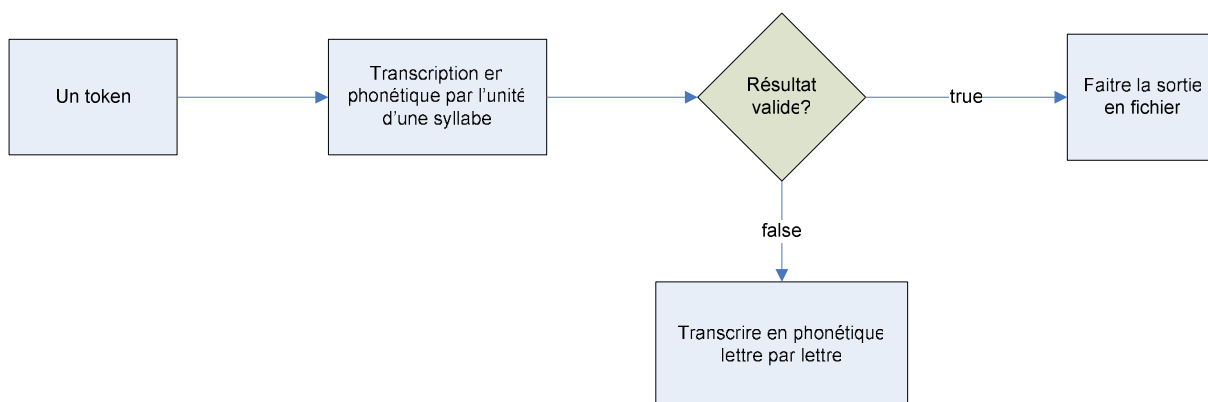 Un token
Transcription en
phonétique par l'unité
d'une syllabe
Résultat
valide?
true
Faitre la sortie
en fichier
false
Transcrire en phonétique
lettre par lettre